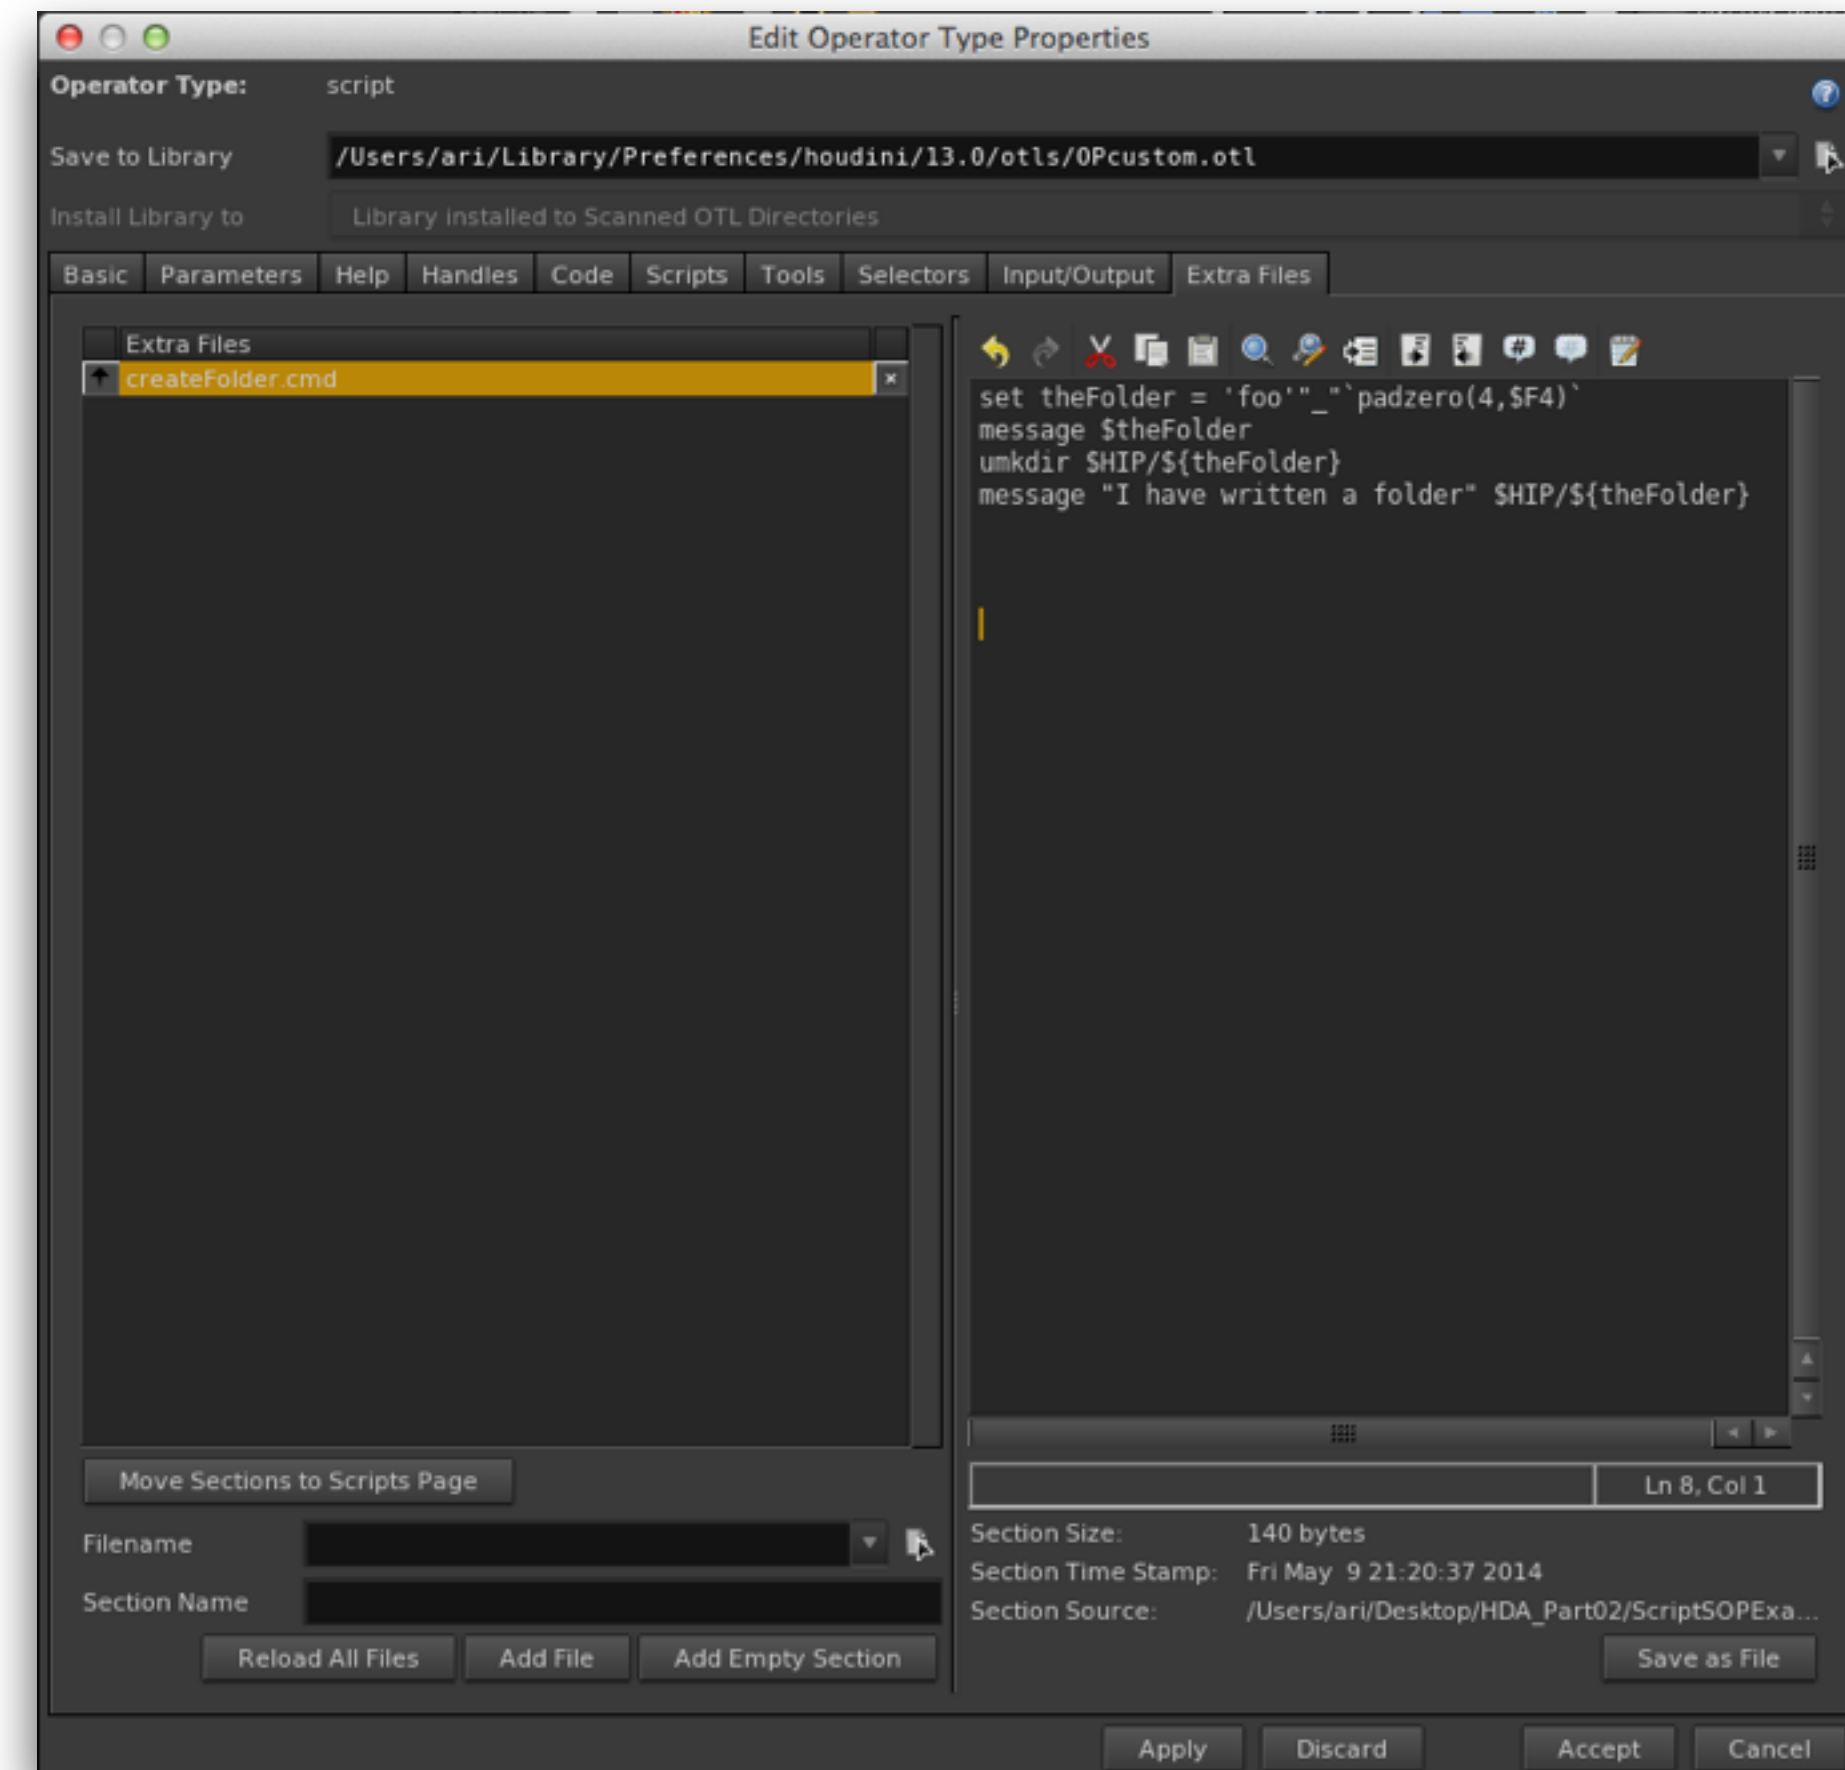 Edit Operator Type Properties
Operator Type: script
Save to Library /Users/ari/Library/Preferences/houdini/13.0/otls/OPcustom.otl
Install Library to Library installed to Scanned OTL Directories
Basic Parameters Help Handles Code Scripts Tools Selectors Input/Output Extra Files
Extra Files
createFolder.cmd
set theFolder = 'foo'"_"`padzero(4,$F4)`
message $theFolder
umkdir $HIP/${theFolder}
message "I have written a folder" $HIP/${theFolder}
Ln 8, Col 1
Move Sections to Scripts Page
Filename
Section Name
Reload All Files Add File Add Empty Section
Section Size: 140 bytes
Section Time Stamp: Fri May  9 21:20:37 2014
Section Source: /Users/ari/Desktop/HDA_Part02/ScriptSOPExa...
Save as File
Apply Discard Accept Cancel